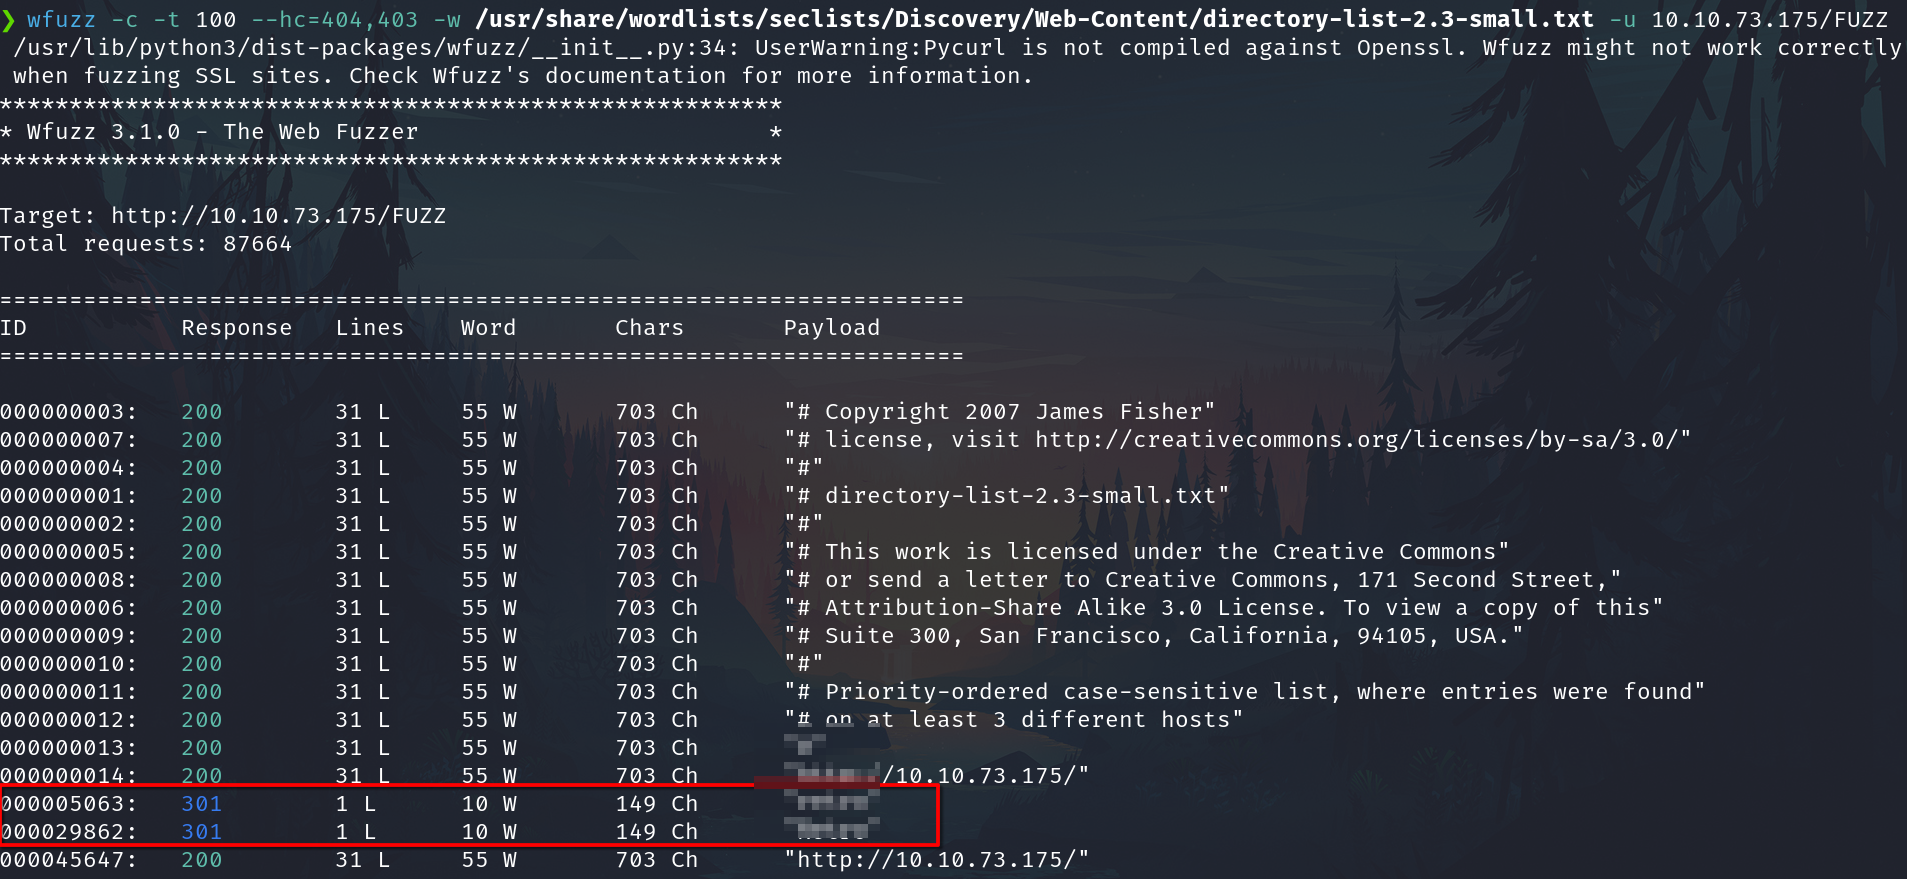 ❯ wfuzz -c -t 100 --hc=404,403 -w /usr/share/wordlists/seclists/Discovery/Web-Content/directory-list-2.3-small.txt -u 10.10.73.175/FUZZ
/usr/lib/python3/dist-packages/wfuzz/__init__.py:34: UserWarning:Pycurl is not compiled against Openssl. Wfuzz might not work correctly
when fuzzing SSL sites. Check Wfuzz's documentation for more information.
********************************************************
* Wfuzz 3.1.0 - The Web Fuzzer                         *
********************************************************
Target: http://10.10.73.175/FUZZ
Total requests: 87664
=====================================================================
ID           Response   Lines    Word       Chars       Payload
=====================================================================
000000003:   200        31 L     55 W       703 Ch      "# Copyright 2007 James Fisher"
000000007:   200        31 L     55 W       703 Ch      "# license, visit http://creativecommons.org/licenses/by-sa/3.0/"
000000004:   200        31 L     55 W       703 Ch      "#"
000000001:   200        31 L     55 W       703 Ch      "# directory-list-2.3-small.txt"
000000002:   200        31 L     55 W       703 Ch      "#"
000000005:   200        31 L     55 W       703 Ch      "# This work is licensed under the Creative Commons"
000000008:   200        31 L     55 W       703 Ch      "# or send a letter to Creative Commons, 171 Second Street,"
000000006:   200        31 L     55 W       703 Ch      "# Attribution-Share Alike 3.0 License. To view a copy of this"
000000009:   200        31 L     55 W       703 Ch      "# Suite 300, San Francisco, California, 94105, USA."
000000010:   200        31 L     55 W       703 Ch      "#"
000000011:   200        31 L     55 W       703 Ch      "# Priority-ordered case-sensitive list, where entries were found"
000000012:   200        31 L     55 W       703 Ch      "# on at least 3 different hosts"
000000013:   200        31 L     55 W       703 Ch
000000014:   200        31 L     55 W       703 Ch      /10.10.73.175/"
000005063:   301        1 L      10 W       149 Ch
000029862:   301        1 L      10 W       149 Ch
000045647:   200        31 L     55 W       703 Ch      "http://10.10.73.175/"